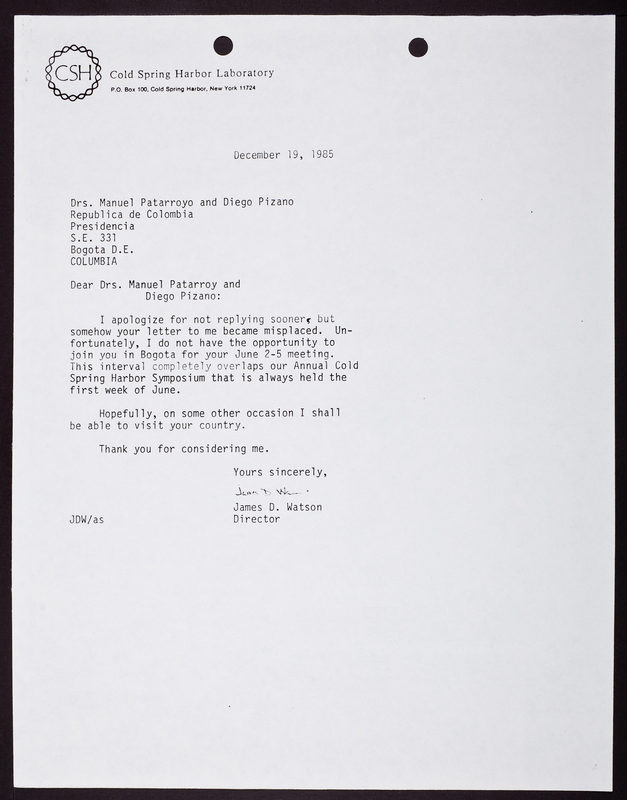 CSH
Cold Spring Harbor Laboratory
P.O. Box 100, Cold Spring Harbor, New York 11724
December 19, 1985
Drs. Manuel Patarroyo and Diego Pizano
Republica de Colombia
Presidencia
S.E. 331
Bogota D.E.
COLUMBIA
Dear Drs. Manuel Patarroy and
Diego Pizano:
I apologize for not replying sooner, but
somehow your letter to me became misplaced. Un-
fortunately, I do not have the opportunity to
join you in Bogota for your June 2-5 meeting.
This interval completely overlaps our Annual Cold
Spring Harbor Symposium that is always held the
first week of June.
Hopefully, on some other occasion I shall
be able to visit your country.
Thank you for considering me.
Yours sincerely,
James D. Watson
JDW/as
Director